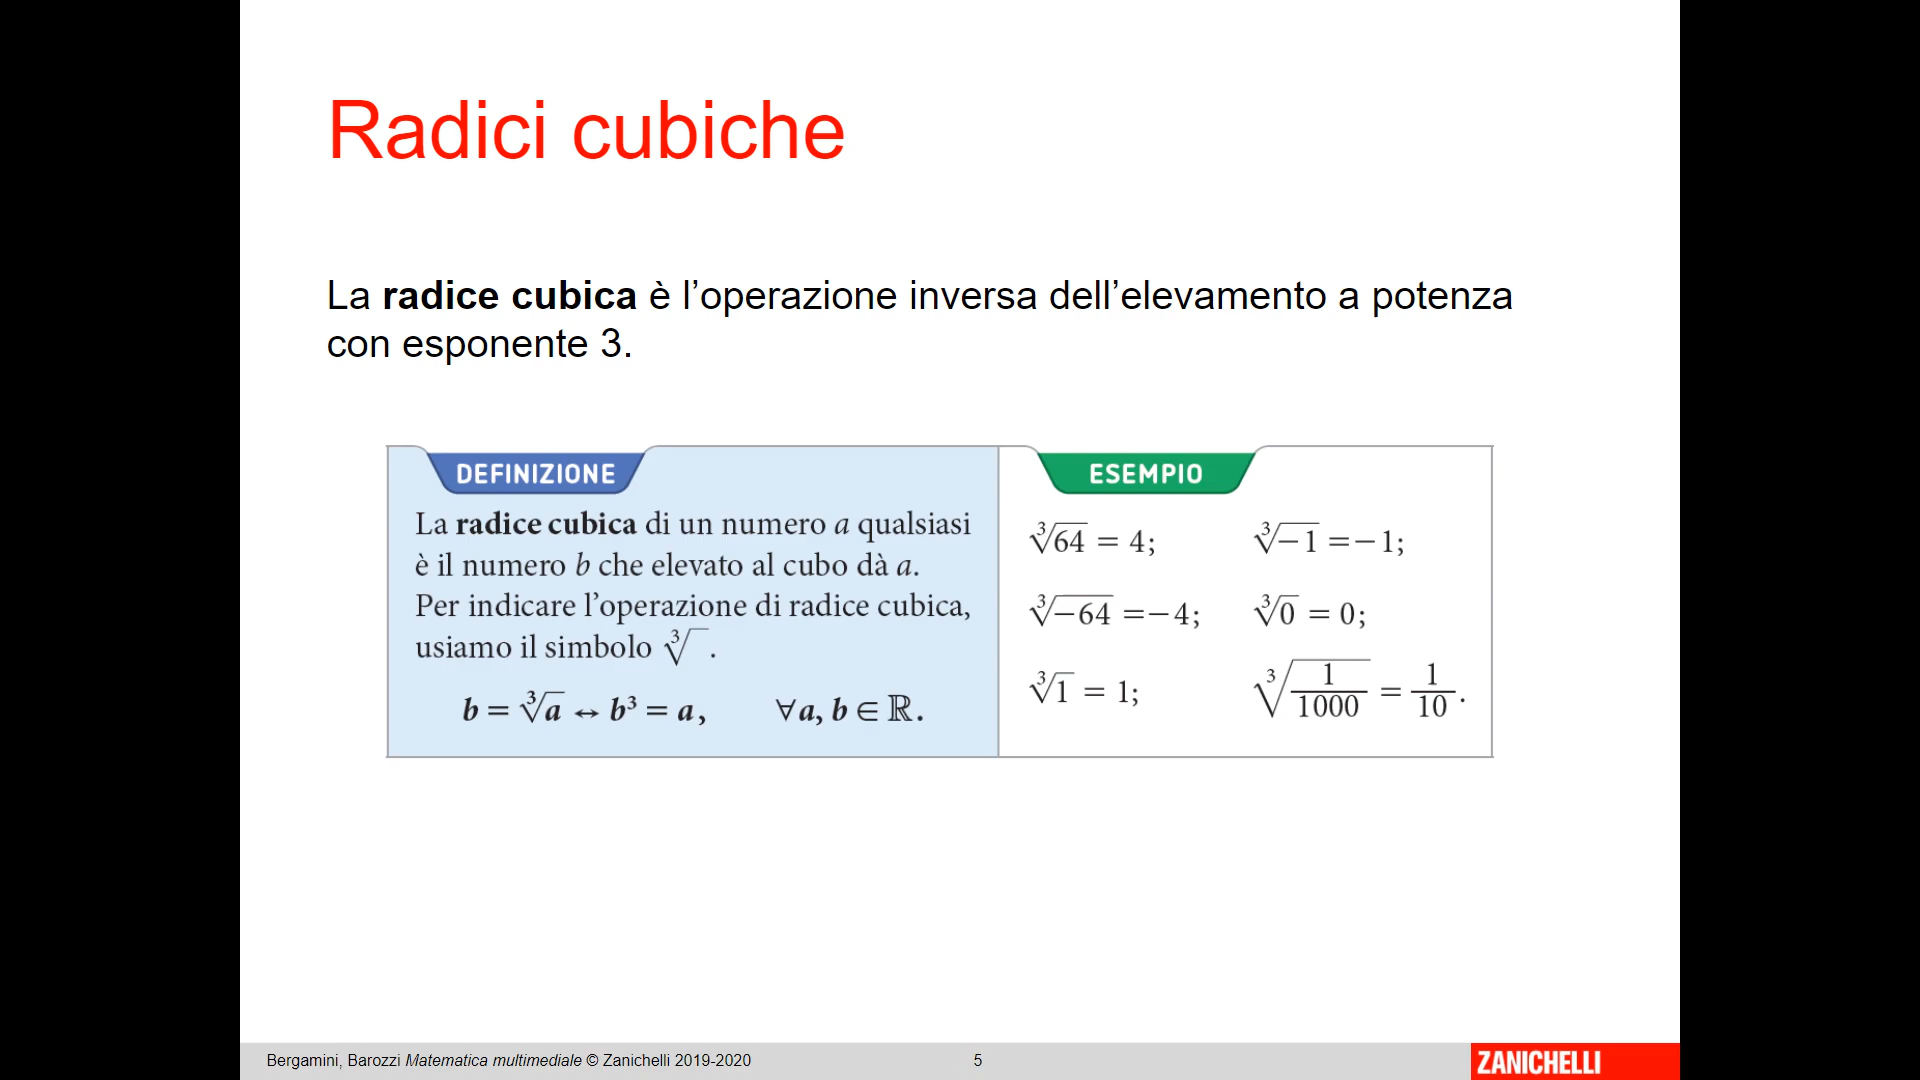 Radici cubiche
La radice cubica è l’operazione inversa dell’elevamento a potenza
con esponente 3.
DEFINIZIONE
La radice cubica di un numero a qualsiasi
è il numero b che elevato al cubo dà a.
Per indicare l’operazione di radice cubica,
usiamo il simbolo ∛ .
b = ∛a ↔ b³ = a, ∀a, b ∈ ℝ.
ESEMPIO
∛64 = 4; ∛−1 = −1;
∛−64 = −4; ∛0 = 0;
∛1 = 1; ∛(1/1000) = 1/10.
Bergamini, Barozzi Matematica multimediale © Zanichelli 2019-2020 5 ZANICHELLI